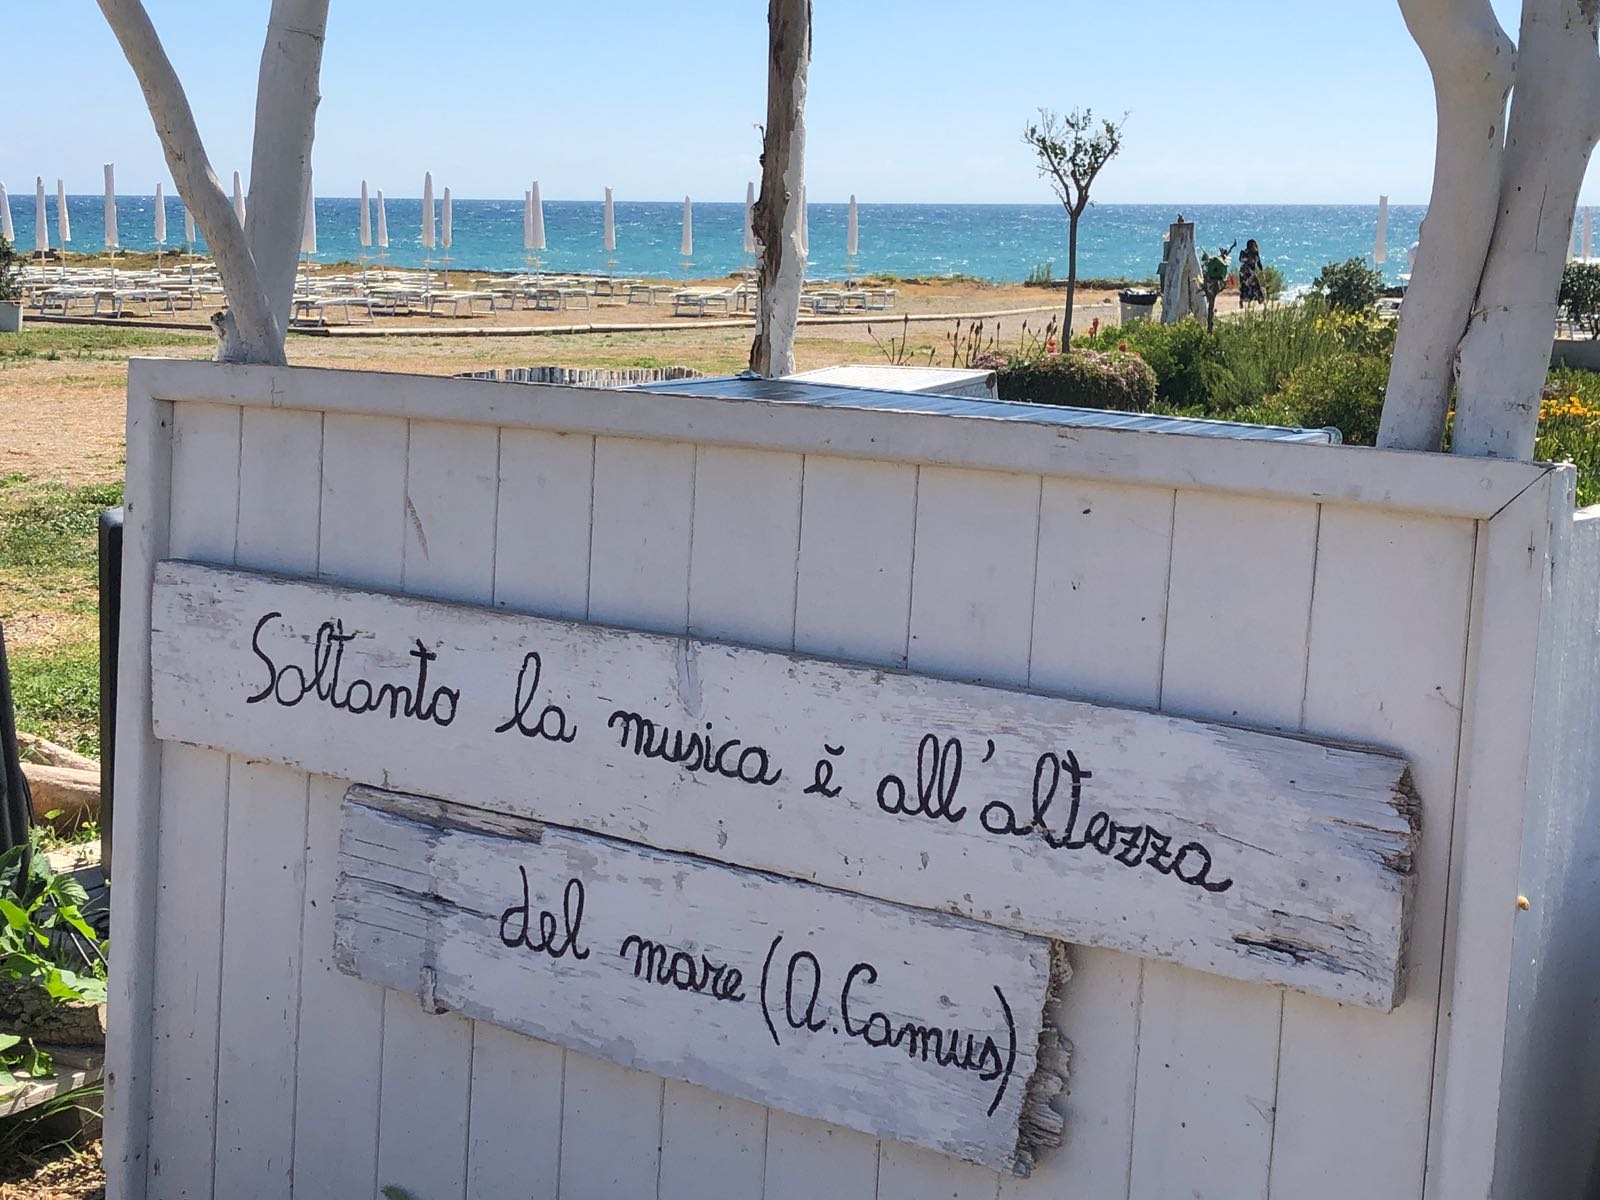 Soltanto la musica è all'altezza
del mare (A. Camus)